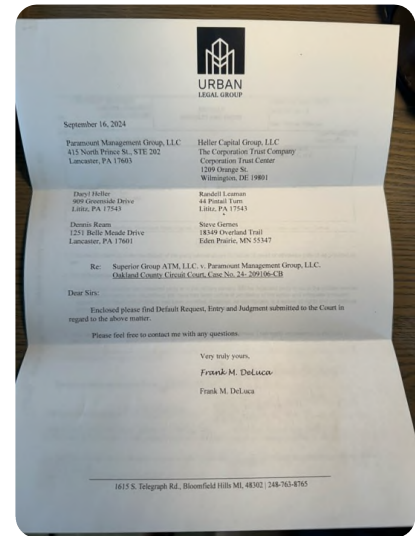 URBAN
LEGAL GROUP
September 16, 2024
Paramount Management Group, LLC
415 North Prince St., STE 202
Lancaster, PA 17603
Heller Capital Group, LLC
The Corporation Trust Company
Corporation Trust Center
1209 Orange St.
Wilmington, DE 19801
Daryl Heller
909 Greenside Drive
Lititz, PA 17543
Randell Leaman
44 Pintail Turn
Lititz, PA 17543
Dennis Ream
1251 Belle Meade Drive
Lancaster, PA 17601
Steve Gernes
18349 Overland Trail
Eden Prairie, MN 55347
Re: Superior Group ATM, LLC. v. Paramount Management Group, LLC.
Oakland County Circuit Court, Case No. 24- 209106-CB
Dear Sirs:
Enclosed please find Default Request, Entry and Judgment submitted to the Court in
regard to the above matter.
Please feel free to contact me with any questions.
Very truly yours,
Frank M. DeLuca
Frank M. DeLuca
1615 S. Telegraph Rd., Bloomfield Hills MI, 48302 | 248-763-8765